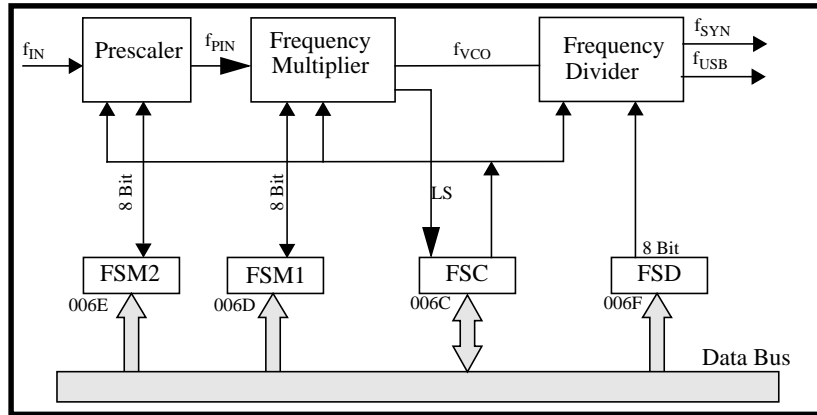 f_IN
Prescaler
f_PIN
Frequency
Multiplier
f_VCO
Frequency
Divider
f_SYN
f_USB
8 Bit
8 Bit
LS
8 Bit
FSM2
FSM1
FSC
FSD
006E
006D
006C
006F
Data Bus